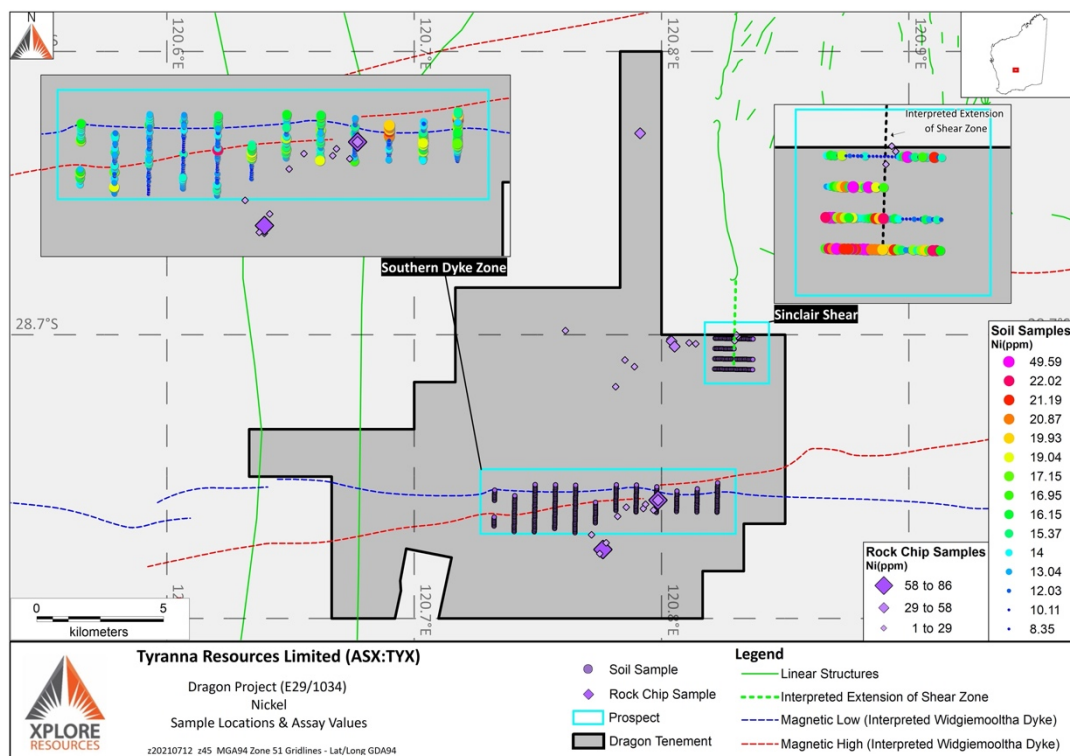 N
120.6°E
120.7°E
120.8°E
120.9°E
Interpreted Extension
of Shear Zone
Southern Dyke Zone
Sinclair Shear
28.7°S
Soil Samples
Ni(ppm)
49.59
22.02
21.19
20.87
19.93
19.04
17.15
16.95
16.15
15.37
14
13.04
12.03
10.11
8.35
Rock Chip Samples
Ni(ppm)
58 to 86
29 to 58
1 to 29
0 5
kilometers
120.7°E
120.8°E
XPLORE
RESOURCES
Tyranna Resources Limited (ASX:TYX)
Dragon Project (E29/1034)
Nickel
Sample Locations & Assay Values
z20210712 z45 MGA94 Zone 51 Gridlines - Lat/Long GDA94
Soil Sample
Rock Chip Sample
Prospect
Dragon Tenement
Legend
Linear Structures
Interpreted Extension of Shear Zone
Magnetic Low (Interpreted Widgiemooltha Dyke)
Magnetic High (Interpreted Widgiemooltha Dyke)